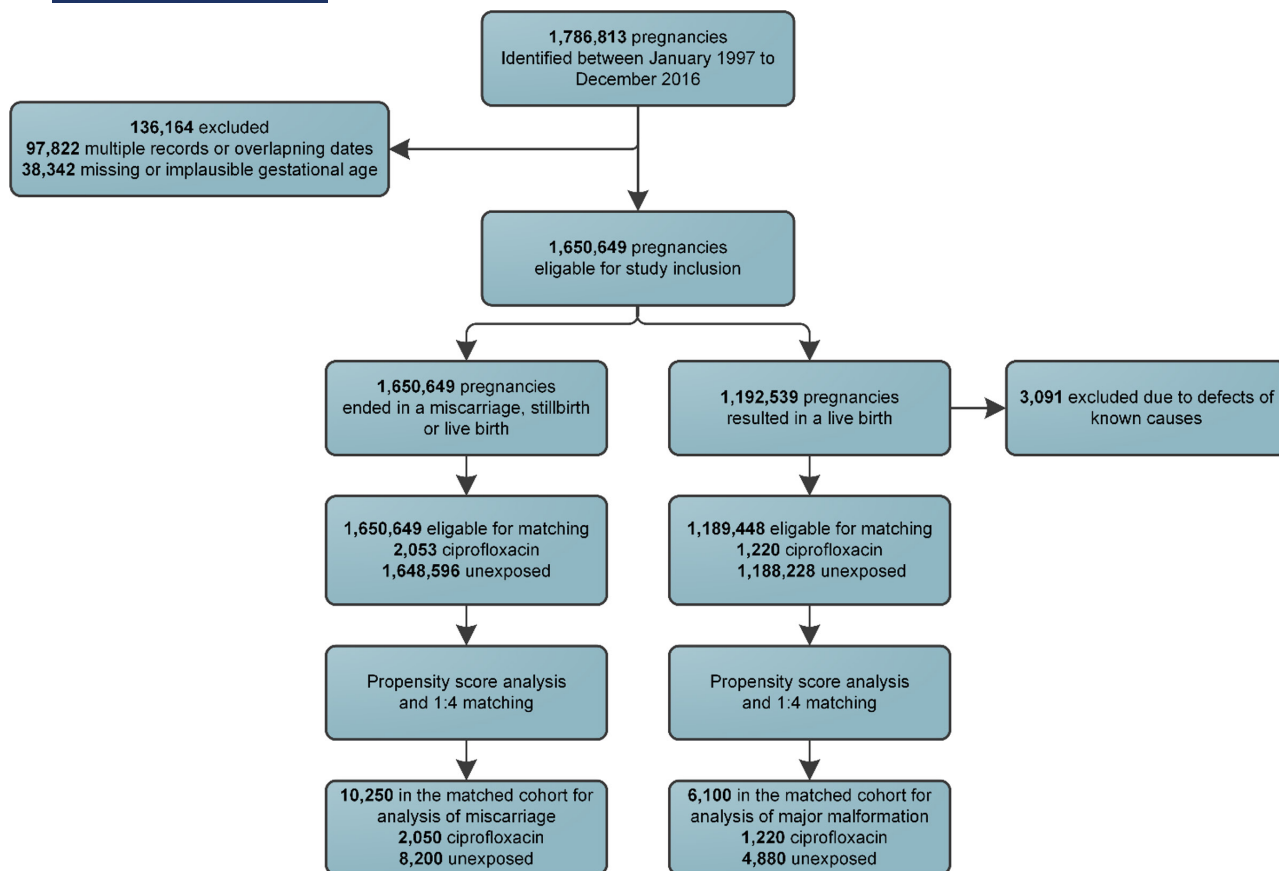 1,786,813 pregnancies
Identified between January 1997 to
December 2016
136,164 excluded
97,822 multiple records or overlapning dates
38,342 missing or implausible gestational age
1,650,649 pregnancies
eligable for study inclusion
1,650,649 pregnancies
ended in a miscarriage, stillbirth
or live birth
1,192,539 pregnancies
resulted in a live birth
3,091 excluded due to defects of
known causes
1,650,649 eligable for matching
2,053 ciprofloxacin
1,648,596 unexposed
1,189,448 eligable for matching
1,220 ciprofloxacin
1,188,228 unexposed
Propensity score analysis
and 1:4 matching
Propensity score analysis
and 1:4 matching
10,250 in the matched cohort for
analysis of miscarriage
2,050 ciprofloxacin
8,200 unexposed
6,100 in the matched cohort for
analysis of major malformation
1,220 ciprofloxacin
4,880 unexposed